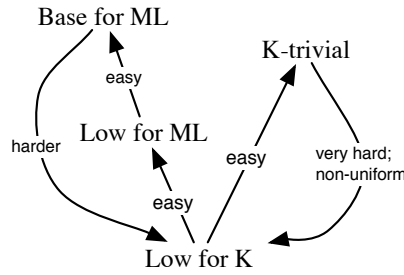 Base for ML
K-trivial
easy
Low for ML
harder
easy
very hard;
non-uniform
easy
Low for K